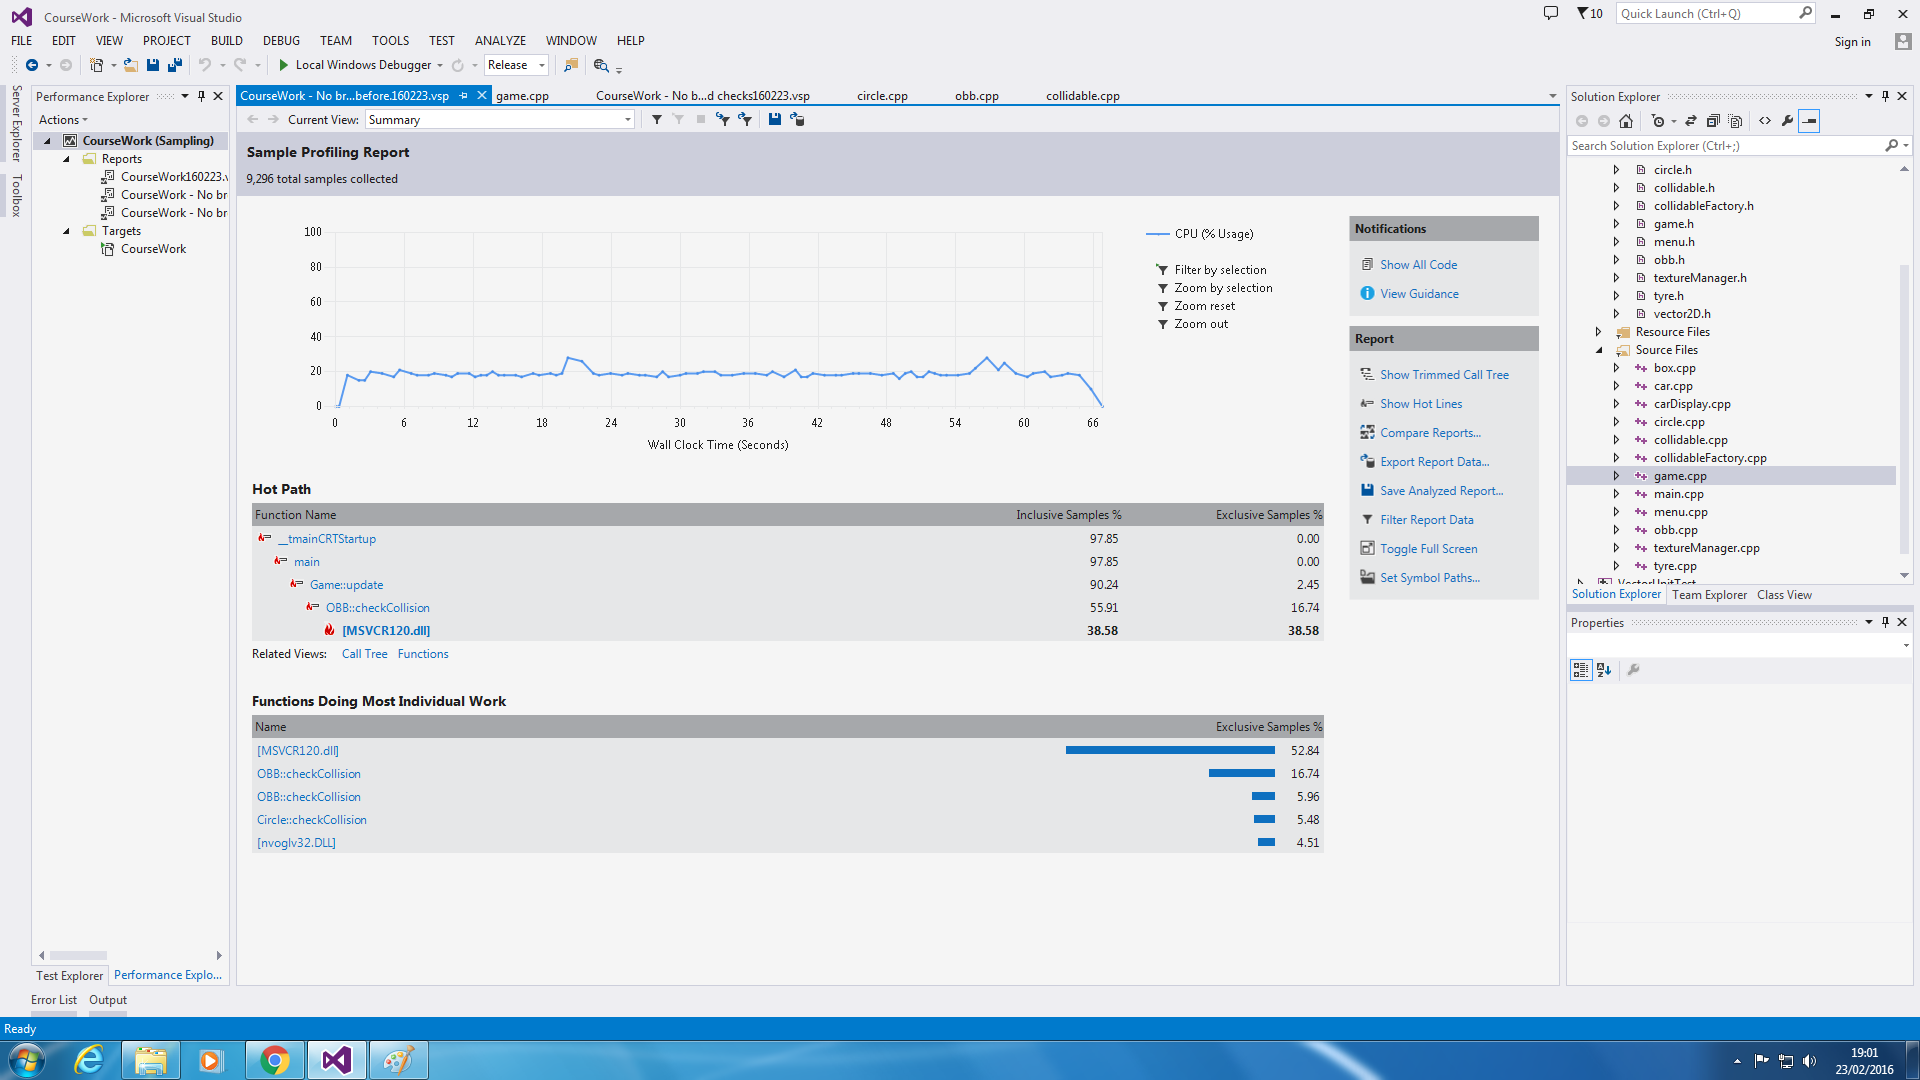 CourseWork - Microsoft Visual Studio
10
Quick Launch (Ctrl+Q)
FILE EDIT VIEW PROJECT BUILD DEBUG TEAM TOOLS TEST ANALYZE WINDOW HELP
Sign in
Local Windows Debugger
Release
Server Explorer
Toolbox
Performance Explorer
Actions
CourseWork (Sampling)
Reports
CourseWork160223.v
CourseWork - No br
CourseWork - No br
Targets
CourseWork
Test Explorer
Performance Explo...
CourseWork - No br...before.160223.vsp
game.cpp
CourseWork - No b...d checks160223.vsp
circle.cpp
obb.cpp
collidable.cpp
Current View: Summary
Sample Profiling Report
9,296 total samples collected
100
80
60
40
20
0
0 6 12 18 24 30 36 42 48 54 60 66
Wall Clock Time (Seconds)
CPU (% Usage)
Filter by selection
Zoom by selection
Zoom reset
Zoom out
Notifications
Show All Code
View Guidance
Report
Show Trimmed Call Tree
Show Hot Lines
Compare Reports...
Export Report Data...
Save Analyzed Report...
Filter Report Data
Toggle Full Screen
Set Symbol Paths...
Hot Path
Function Name Inclusive Samples % Exclusive Samples %
__tmainCRTStartup 97.85 0.00
main 97.85 0.00
Game::update 90.24 2.45
OBB::checkCollision 55.91 16.74
[MSVCR120.dll] 38.58 38.58
Related Views: Call Tree Functions
Functions Doing Most Individual Work
Name Exclusive Samples %
[MSVCR120.dll] 52.84
OBB::checkCollision 16.74
OBB::checkCollision 5.96
Circle::checkCollision 5.48
[nvoglv32.DLL] 4.51
Solution Explorer
Search Solution Explorer (Ctrl+;)
circle.h
collidable.h
collidableFactory.h
game.h
menu.h
obb.h
textureManager.h
tyre.h
vector2D.h
Resource Files
Source Files
box.cpp
car.cpp
carDisplay.cpp
circle.cpp
collidable.cpp
collidableFactory.cpp
game.cpp
main.cpp
menu.cpp
obb.cpp
textureManager.cpp
tyre.cpp
VectorUnitTest
Solution Explorer Team Explorer Class View
Properties
Error List Output
Ready
19:01
23/02/2016